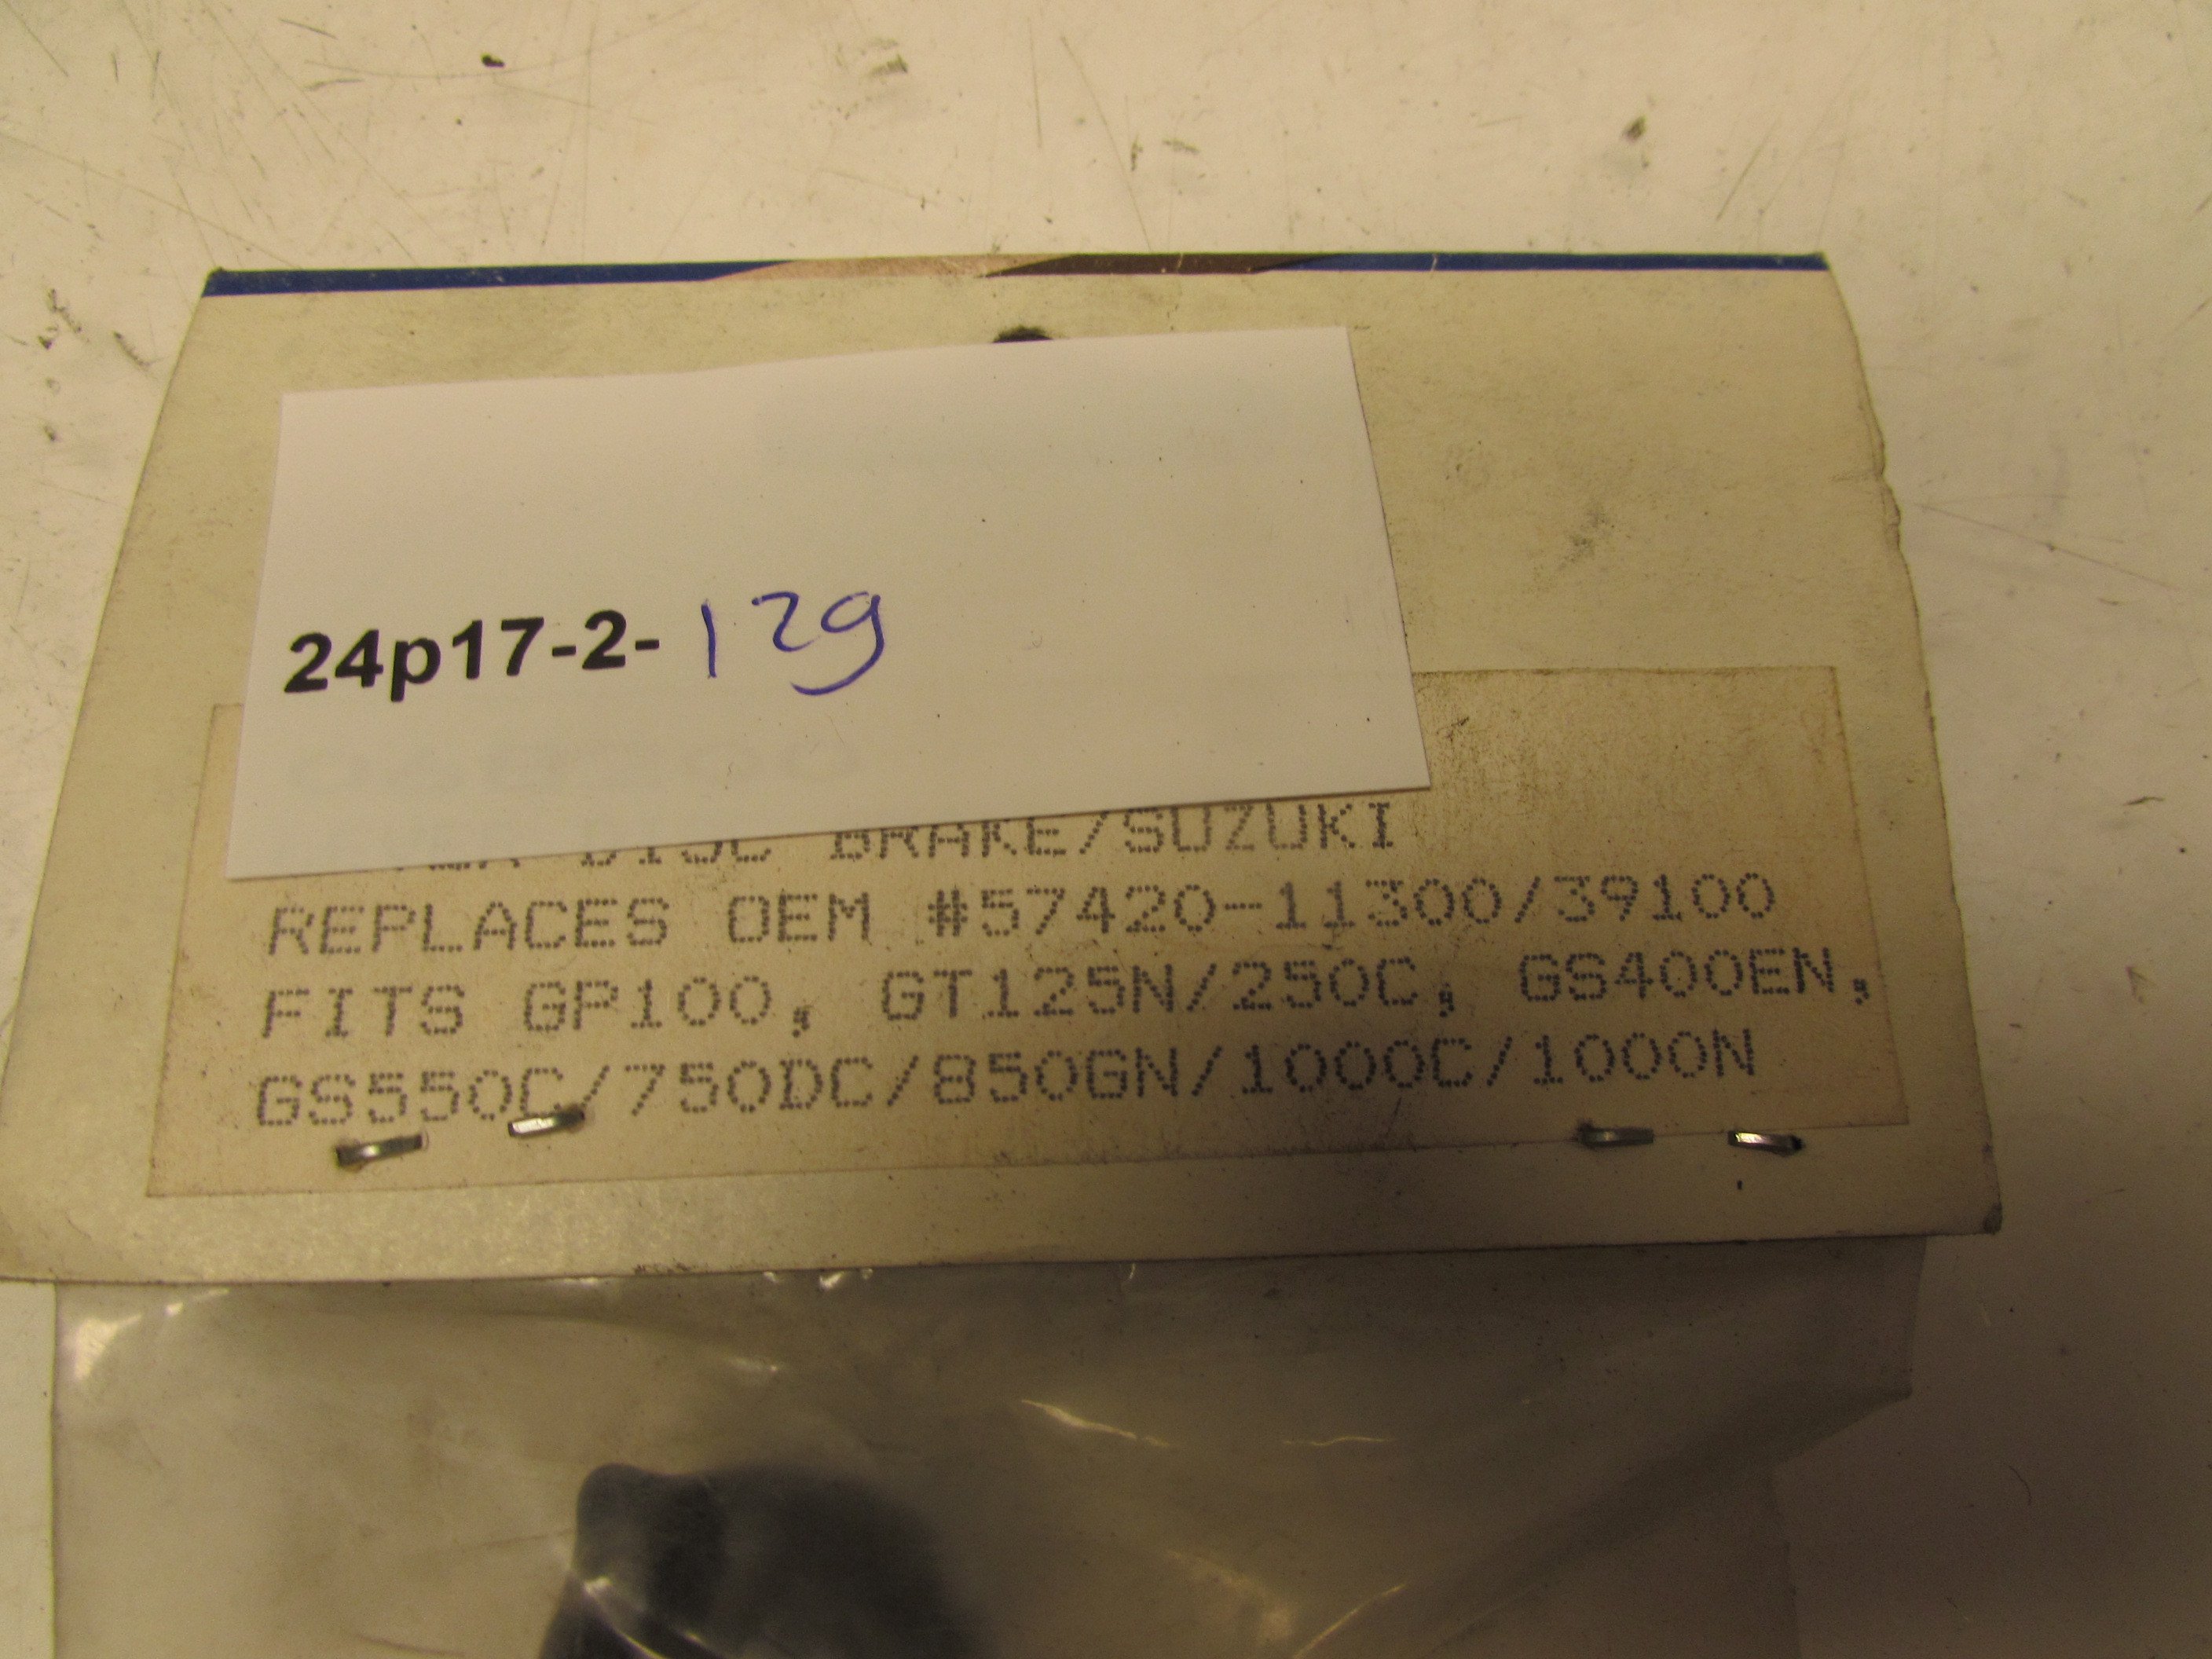 24p17-2-129
DISC BRAKE/SUZUKI
REPLACES OEM #57420-11300/39100
FITS GP100, GT125N/250C, GS400EN,
GS550C/750DC/850GN/1000C/1000N